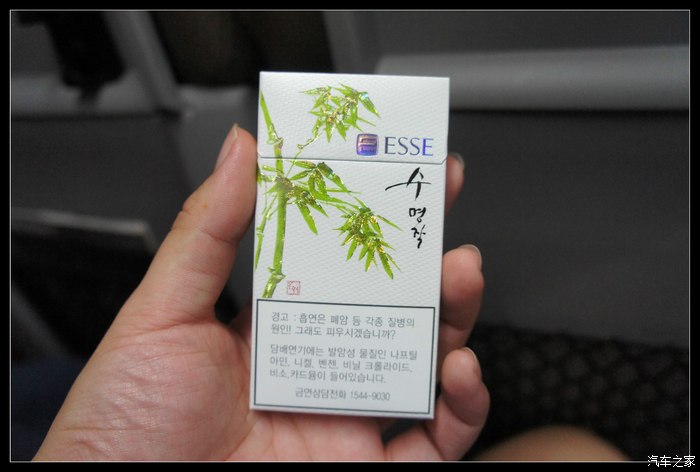 ESSE
수
명
작
경고 : 흡연은 폐암 등 각종 질병의
원인! 그래도 피우시겠습니까?
담배연기에는 발암성 물질인 나프틸
아민, 니켈, 벤젠, 비닐 크롤라이드,
비소,카드뮴이 들어있습니다.
금연상담전화 1544-9030
汽车之家